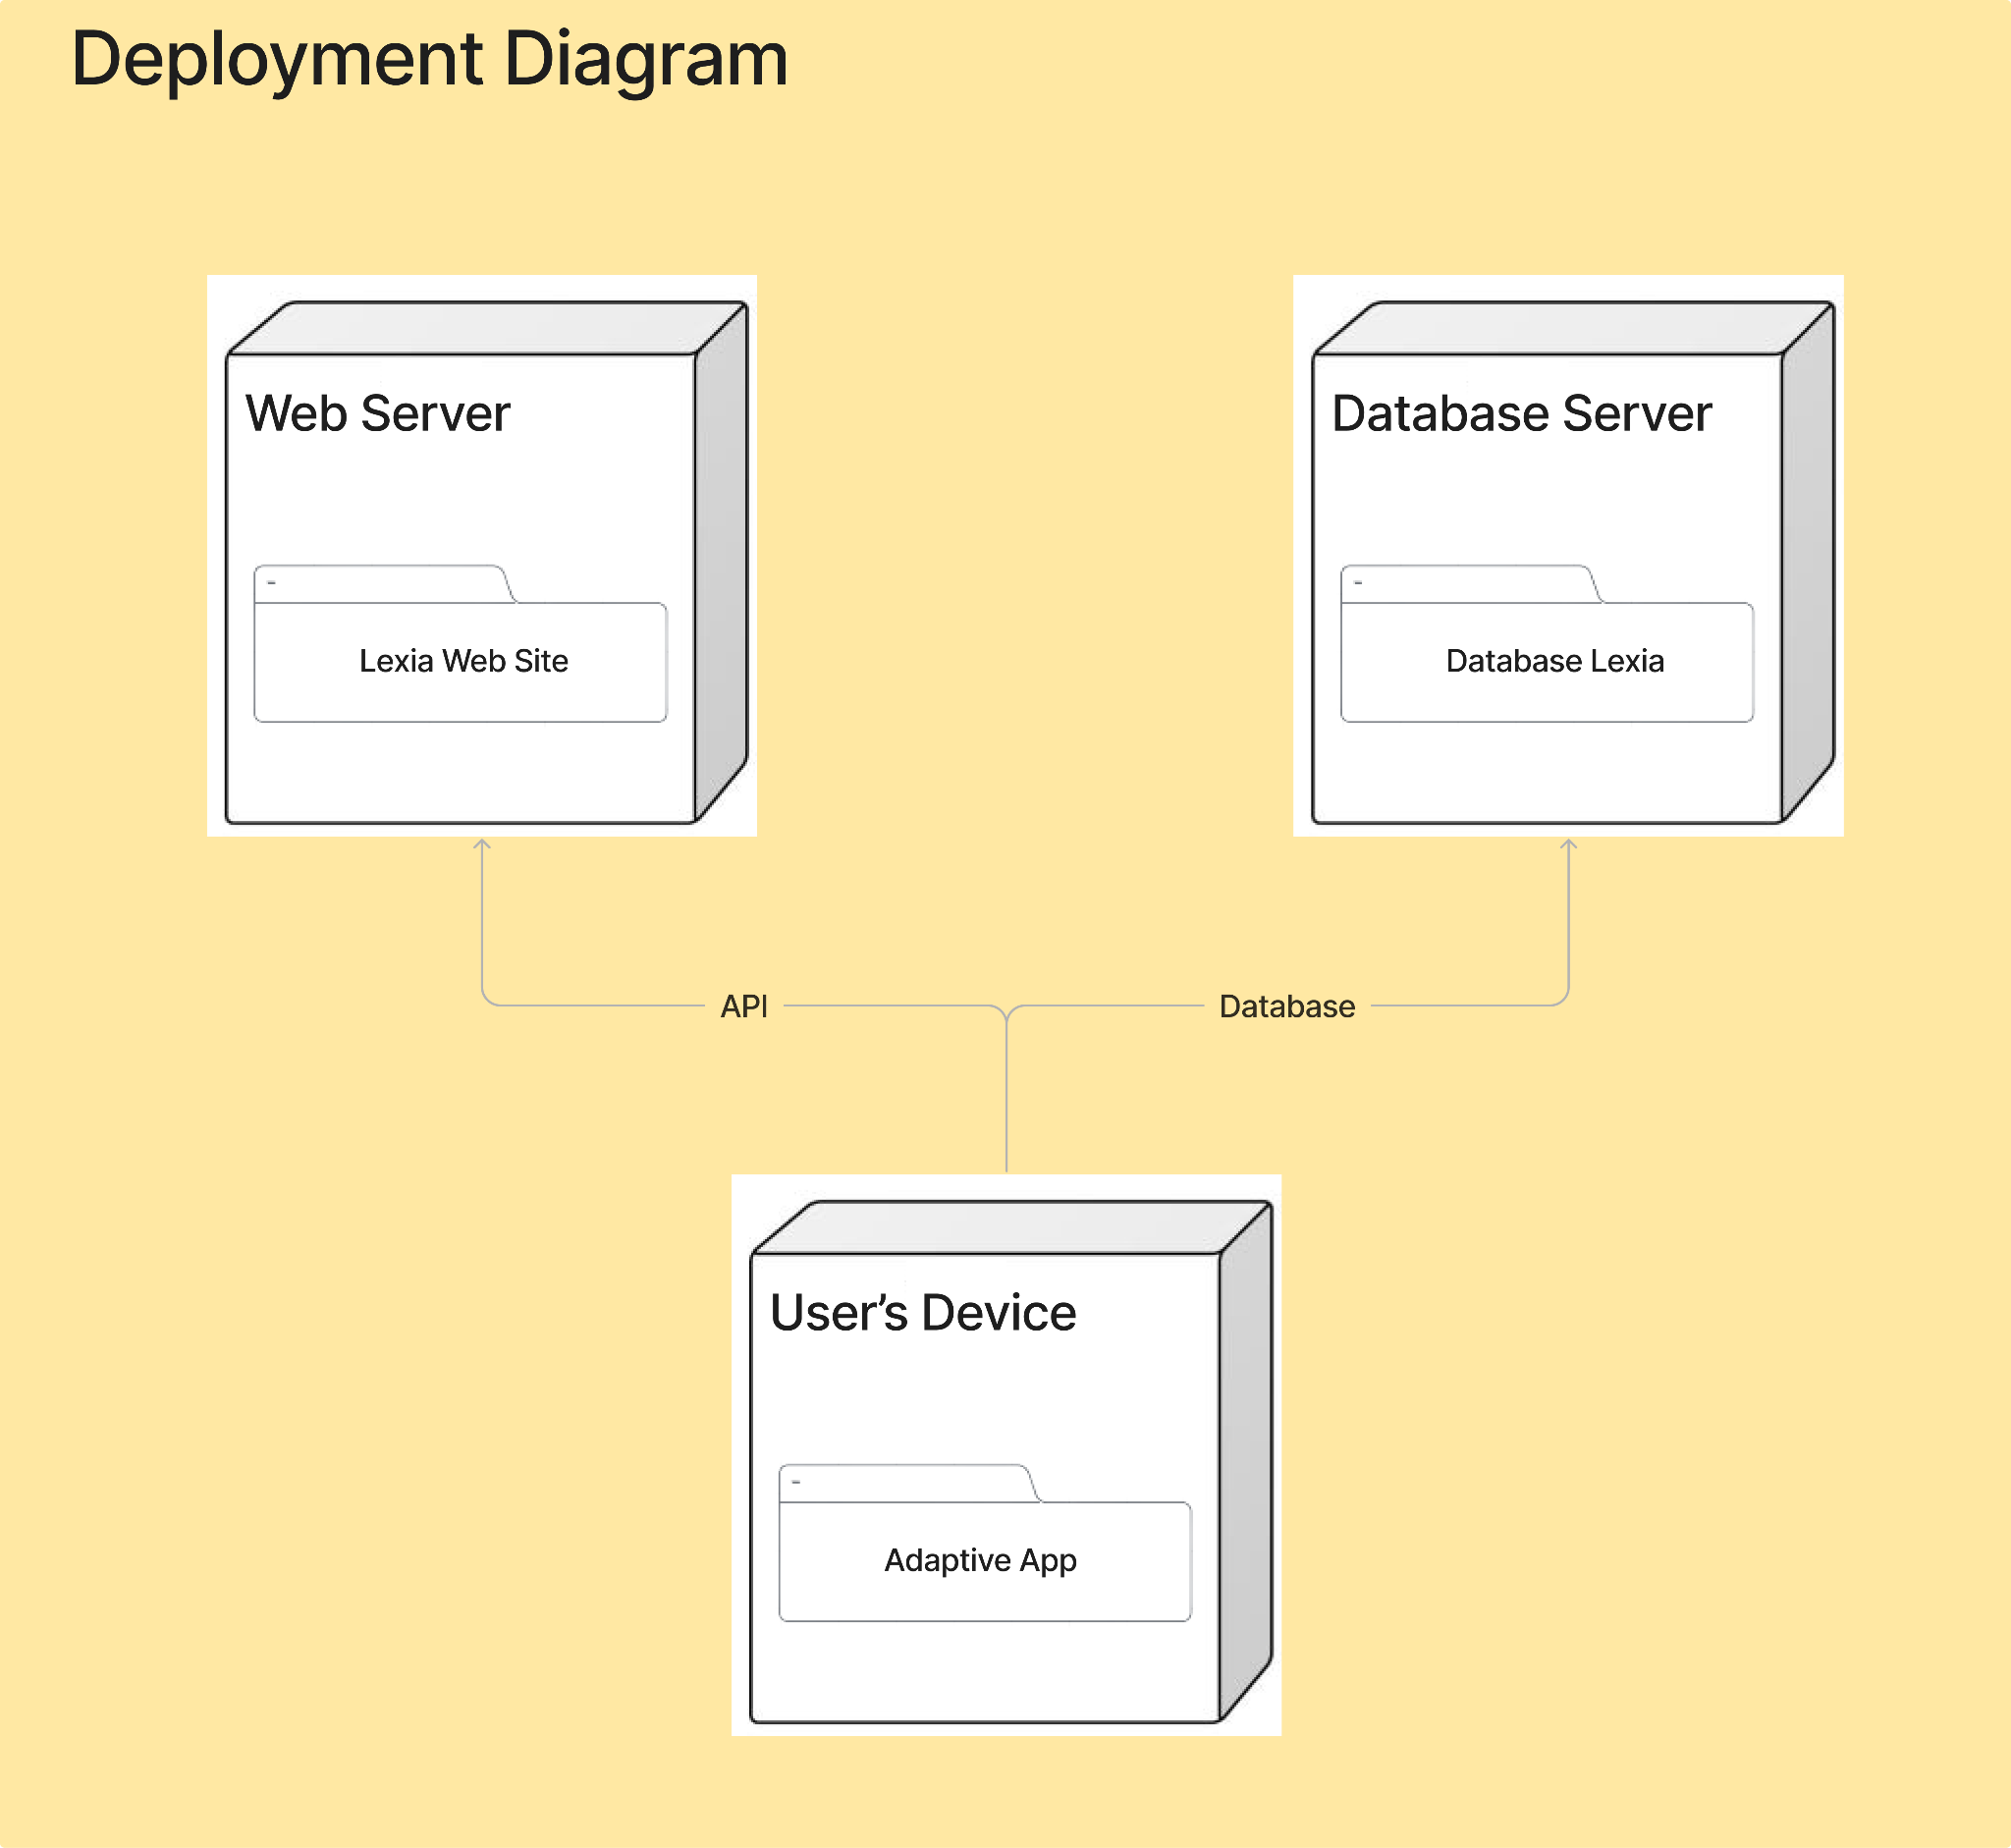 Deployment Diagram
Web Server
Lexia Web Site
Database Server
Database Lexia
API
Database
User’s Device
Adaptive App